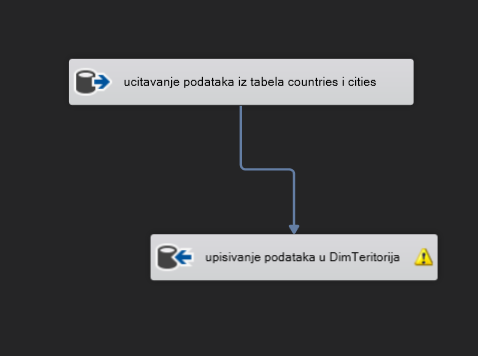 ucitavanje podataka iz tabela countries i cities
upisivanje podataka u DimTeritorija